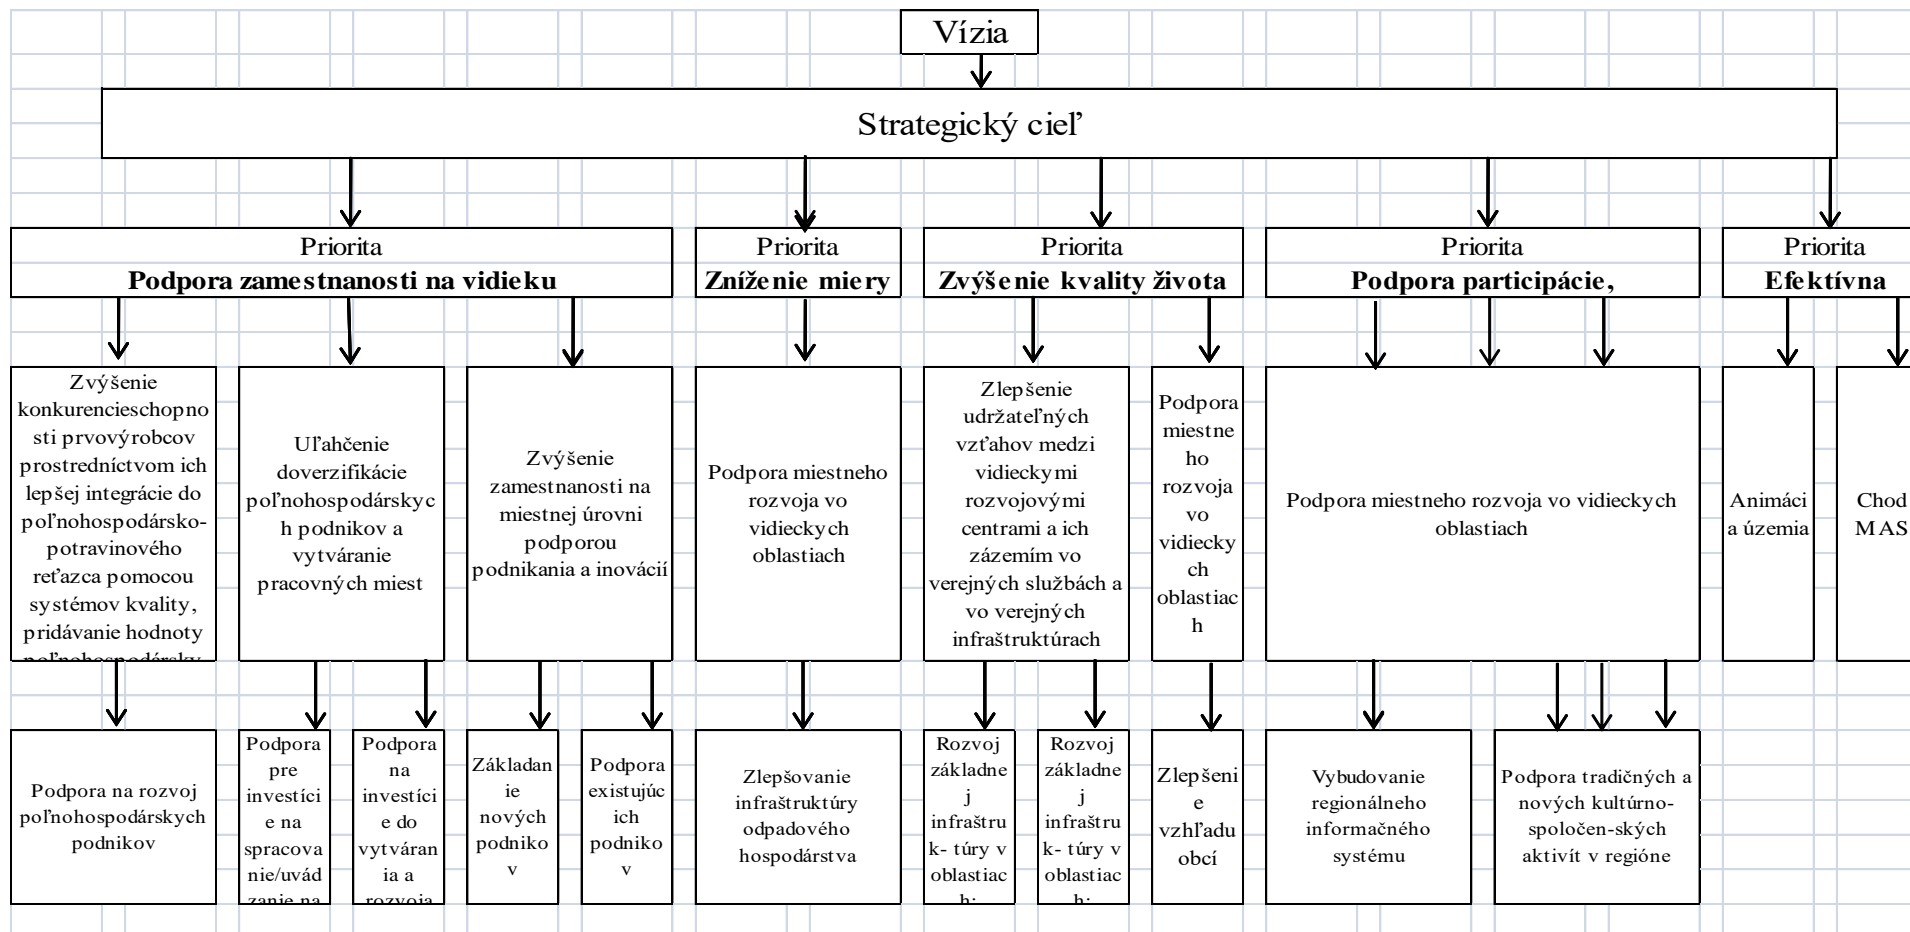 Vízia
Strategický cieľ
Priorita
Podpora zamestnanosti na vidieku
Priorita
Zníženie miery
Priorita
Zvýšenie kvality života
Priorita
Podpora participácie,
Priorita
Efektívna
Zvýšenie
konkurencieschopno
sti prvovýrobcov
prostredníctvom ich
lepšej integrácie do
poľnohospodársko-
potravinového
reťazca pomocou
systémov kvality,
pridávanie hodnoty
poľnohospodársky
Uľahčenie
doverzifikácie
poľnohospodárskyc
h podnikov a
vytváranie
pracovných miest
Zvýšenie
zamestnanosti na
miestnej úrovni
podporou
podnikania a inovácií
Podpora miestneho
rozvoja vo
vidieckych
oblastiach
Zlepšenie
udržateľných
vzťahov medzi
vidieckymi
rozvojovými
centrami a ich
zázemím vo
verejných službách a
vo verejných
infraštruktúrach
Podpora
miestne
ho
rozvoja
vo
vidiecky
ch
oblastiac
h
Podpora miestneho rozvoja vo vidieckych
oblastiach
Animáci
a územia
Chod
MAS
Podpora na rozvoj
poľnohospodárskych
podnikov
Podpora
pre
investíci
e na
spracova
nie/uvád
zanie na
Podpora
na
investíci
e do
vytváran
ia a
rozvoja
Základan
ie
nových
podniko
v
Podpora
existujúc
ich
podniko
v
Zlepšovanie
infraštruktúry
odpadového
hospodárstva
Rozvoj
základne
j
infraštru
k- túry v
oblastiac
h:
Rozvoj
základne
j
infraštru
k- túry v
oblastiac
h:
Zlepšeni
e
vzhľadu
obcí
Vybudovanie
regionálneho
informačného
systému
Podpora tradičných a
nových kultúrno-
spoločen-ských
aktivít v regióne